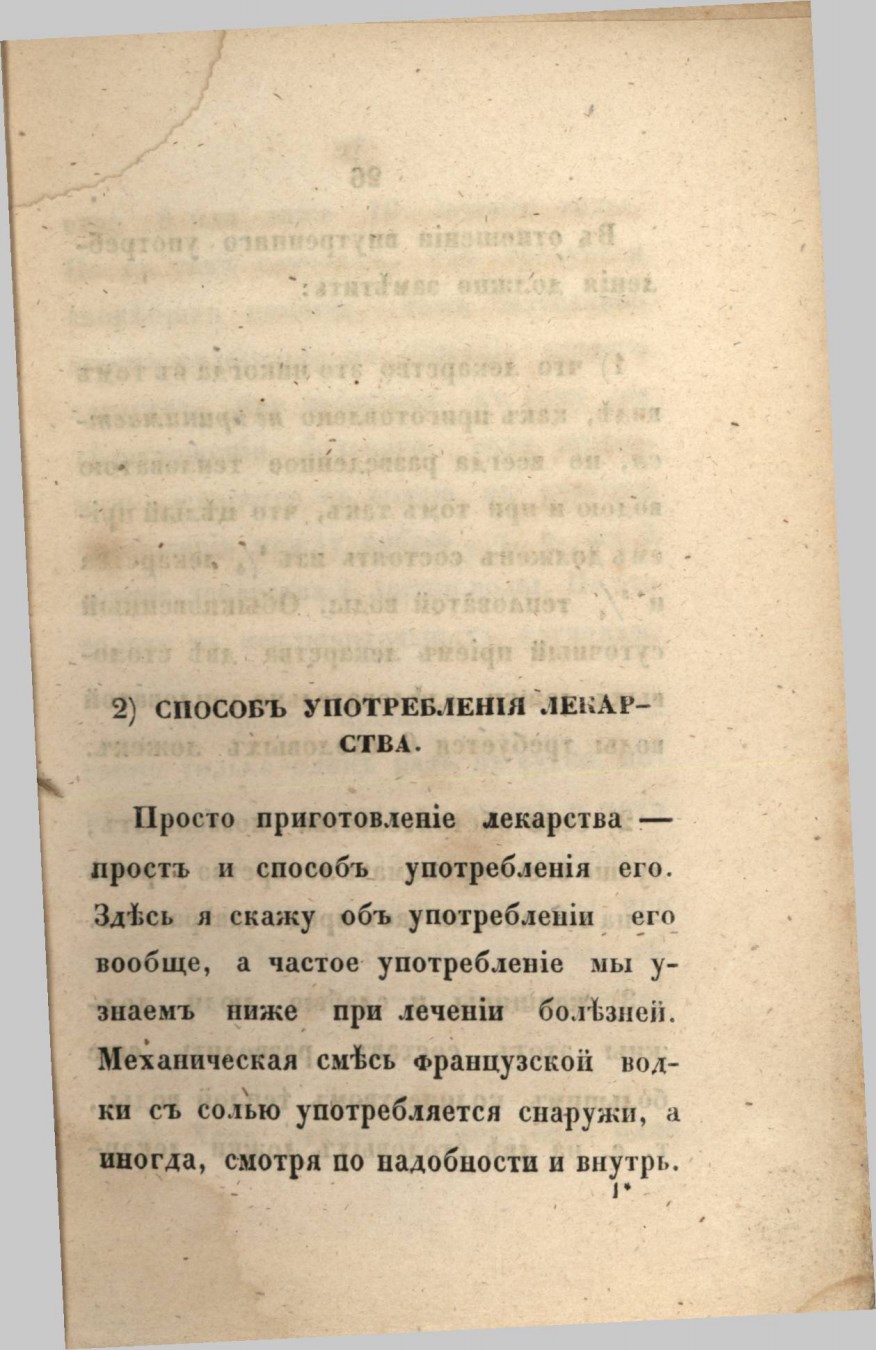 2) СПОСОБЪ УПОТРЕБЛЕНІЯ ЛЕКАР-
СТВА.
Просто приготовленіе лекарства —
простъ и способъ употребленія его.
Здѣсь я скажу объ употребленіи его
вообще, а частое употребленіе мы у-
знаемъ ниже при леченіи болѣзней.
Механическая смѣсь Французской вод-
ки съ солью употребляется снаружи, а
иногда, смотря по надобности и внутрь.
1*